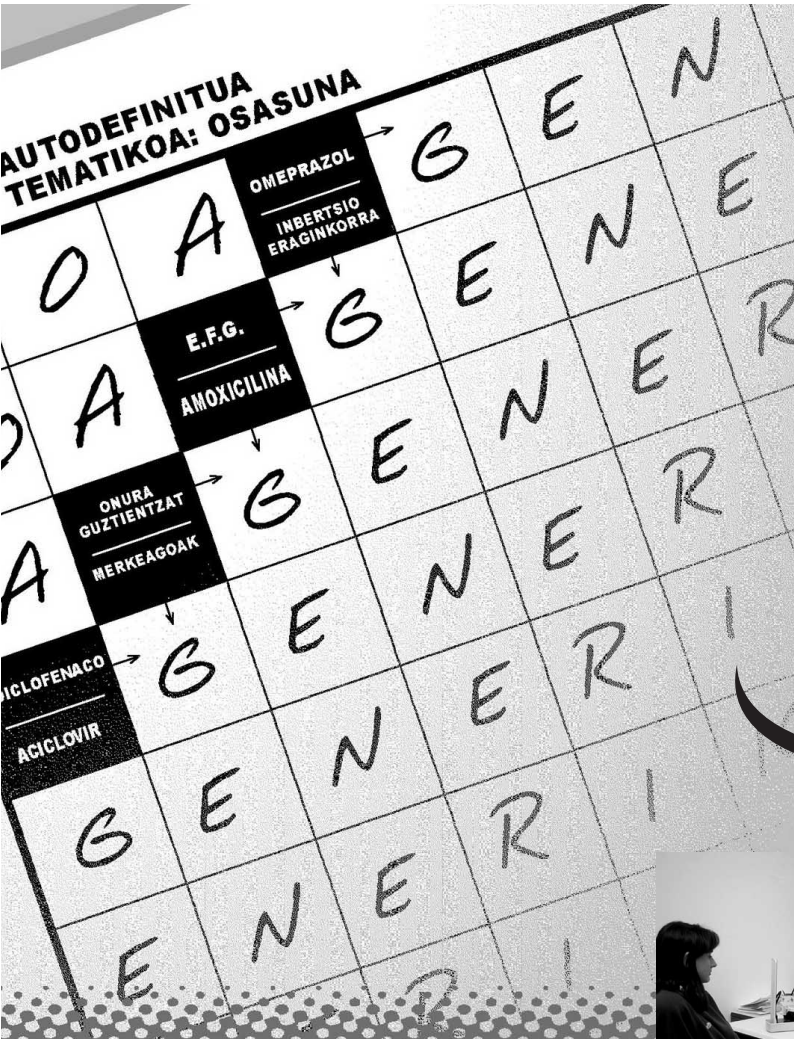 AUTODEFINITUA
TEMATIKOA: OSASUNA
O A OMEPRAZOL G E N
INBERTSIO
ERAGINKORRA
A E.F.G. G E N E
AMOXICILINA
A ONURA
GUZTIENTZAT G E N E R
MERKEAGOAK
DICLOFENACO G E N E R
ACICLOVIR
G E N E R I
E N E R I
R I